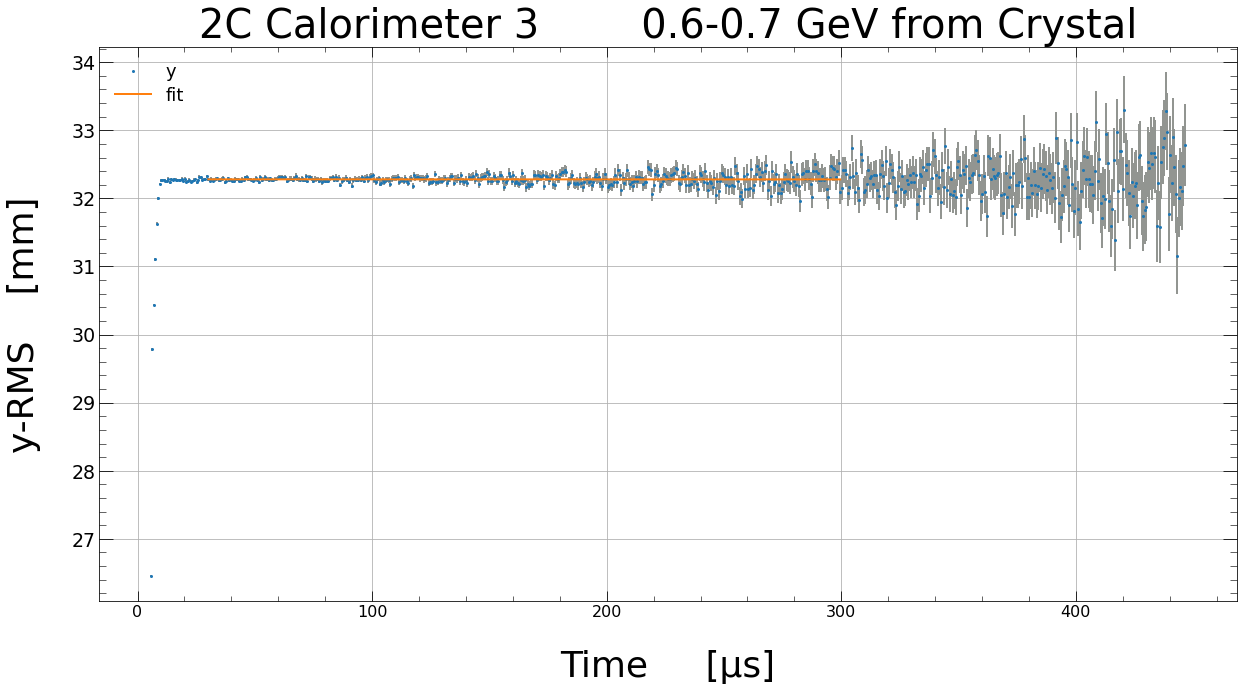 2C Calorimeter 3 0.6-0.7 GeV from Crystal
y
fit
y-RMS [mm]
34
33
32
31
30
29
28
27
0 100 200 300 400
Time [µs]